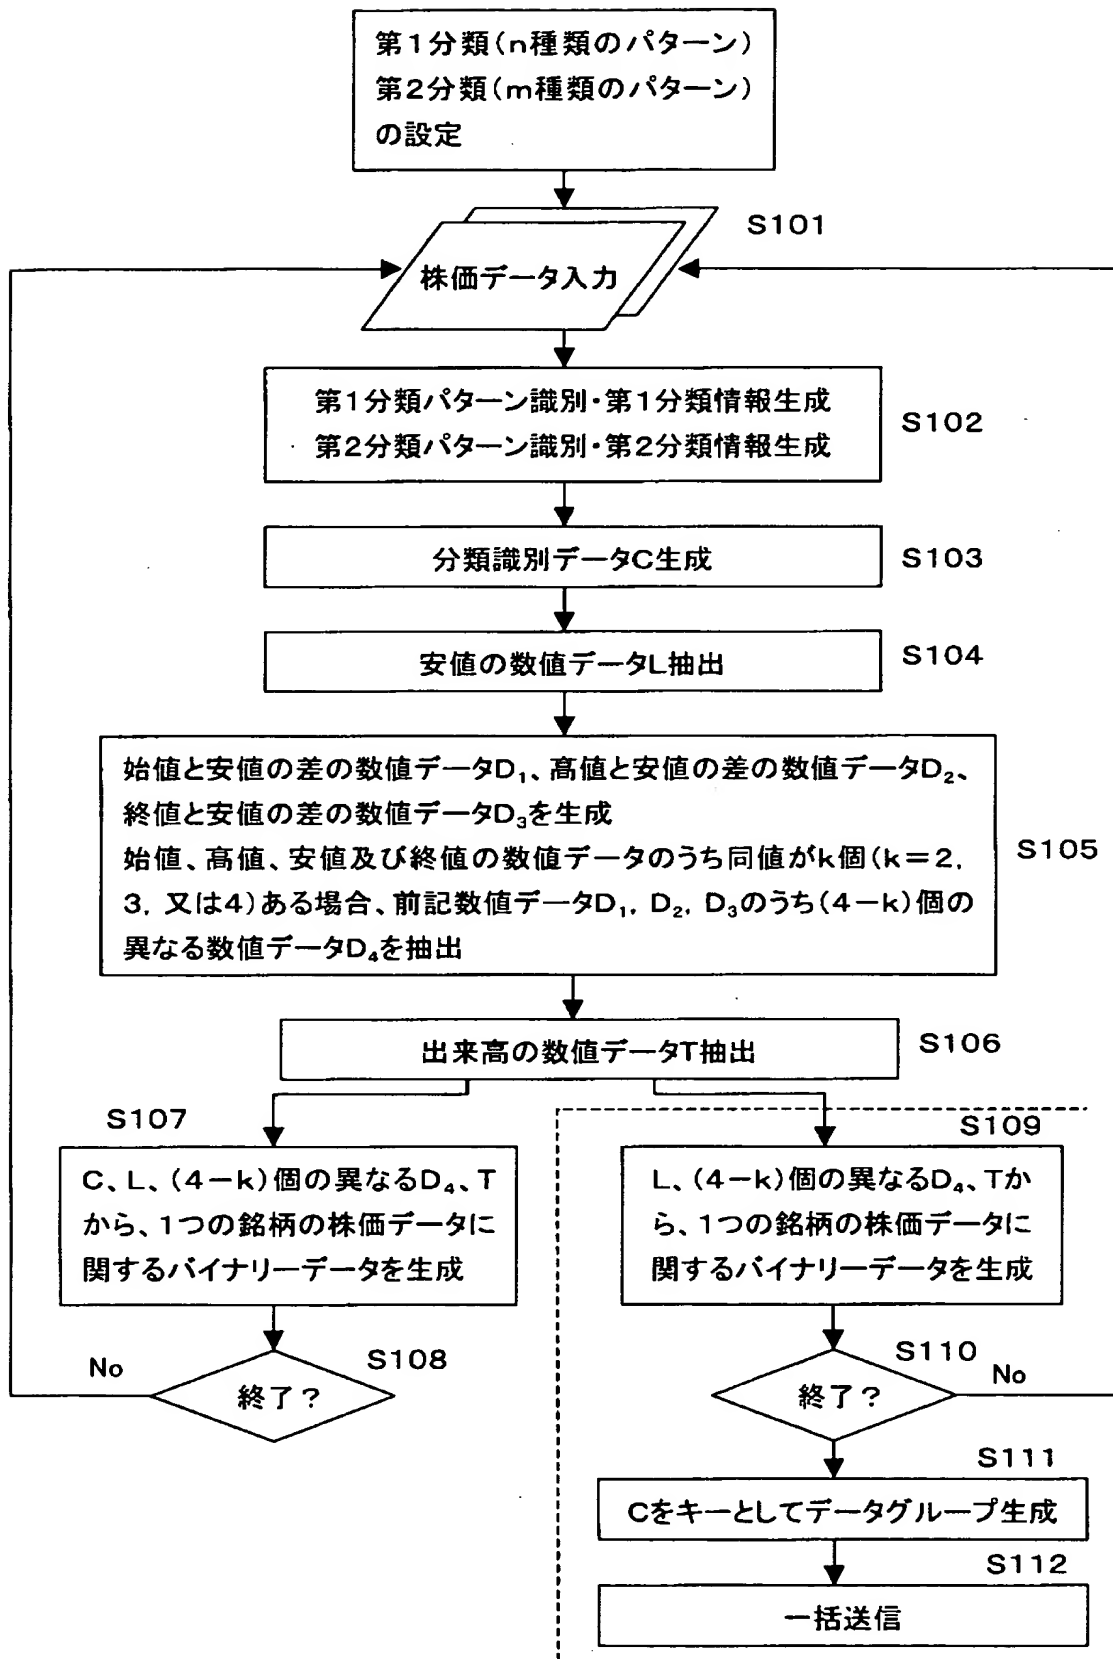 第1分類(n種類のパターン)
第2分類(m種類のパターン)
の設定
S101
株価データ入力
第1分類パターン識別・第1分類情報生成
第2分類パターン識別・第2分類情報生成
S102
分類識別データC生成
S103
安値の数値データL抽出
S104
始値と安値の差の数値データD₁、高値と安値の差の数値データD₂、
終値と安値の差の数値データD₃を生成
始値、高値、安値及び終値の数値データのうち同値がk個(k=2,
3, 又は4)ある場合、前記数値データD₁, D₂, D₃のうち(4−k)個の
異なる数値データD₄を抽出
S105
出来高の数値データT抽出
S106
S107
C、L、(4−k)個の異なるD₄、T
から、1つの銘柄の株価データに
関するバイナリーデータを生成
S108
No
終了?
S109
L、(4−k)個の異なるD₄、Tか
ら、1つの銘柄の株価データに
関するバイナリーデータを生成
S110
No
終了?
S111
Cをキーとしてデータグループ生成
S112
一括送信